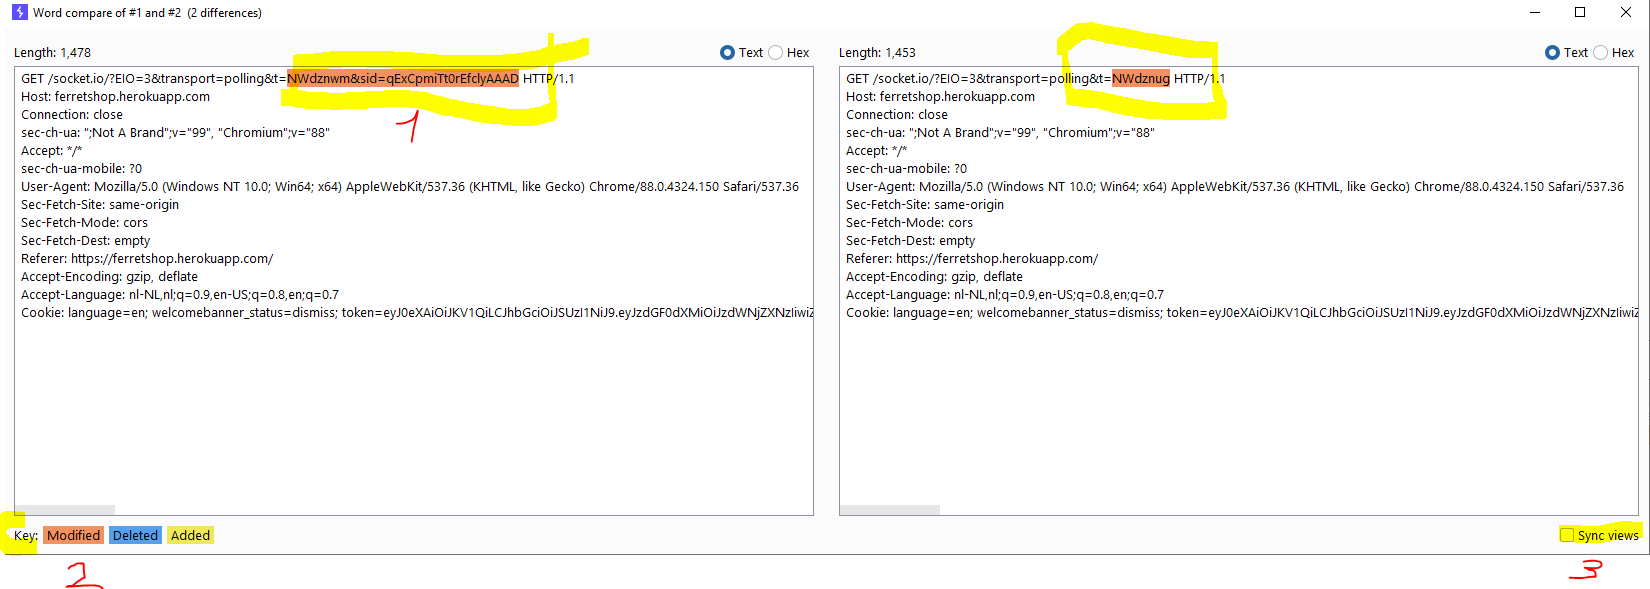 Word compare of #1 and #2 (2 differences)
Length: 1,478
Text Hex
GET /socket.io/?EIO=3&transport=polling&t=NWdznwm&sid=qExCpmiTt0rEfclyAAAD HTTP/1.1
Host: ferretshop.herokuapp.com
Connection: close
sec-ch-ua: ";Not A Brand";v="99", "Chromium";v="88"
Accept: */*
sec-ch-ua-mobile: ?0
User-Agent: Mozilla/5.0 (Windows NT 10.0; Win64; x64) AppleWebKit/537.36 (KHTML, like Gecko) Chrome/88.0.4324.150 Safari/537.36
Sec-Fetch-Site: same-origin
Sec-Fetch-Mode: cors
Sec-Fetch-Dest: empty
Referer: https://ferretshop.herokuapp.com/
Accept-Encoding: gzip, deflate
Accept-Language: nl-NL,nl;q=0.9,en-US;q=0.8,en;q=0.7
Cookie: language=en; welcomebanner_status=dismiss; token=eyJ0eXAiOiJKV1QiLCJhbGciOiJSUzI1NiJ9.eyJzdGF0dXMiOiJzdWNjZXNzIiwiZ
1
Length: 1,453
Text Hex
GET /socket.io/?EIO=3&transport=polling&t=NWdznug HTTP/1.1
Host: ferretshop.herokuapp.com
Connection: close
sec-ch-ua: ";Not A Brand";v="99", "Chromium";v="88"
Accept: */*
sec-ch-ua-mobile: ?0
User-Agent: Mozilla/5.0 (Windows NT 10.0; Win64; x64) AppleWebKit/537.36 (KHTML, like Gecko) Chrome/88.0.4324.150 Safari/537.36
Sec-Fetch-Site: same-origin
Sec-Fetch-Mode: cors
Sec-Fetch-Dest: empty
Referer: https://ferretshop.herokuapp.com/
Accept-Encoding: gzip, deflate
Accept-Language: nl-NL,nl;q=0.9,en-US;q=0.8,en;q=0.7
Cookie: language=en; welcomebanner_status=dismiss; token=eyJ0eXAiOiJKV1QiLCJhbGciOiJSUzI1NiJ9.eyJzdGF0dXMiOiJzdWNjZXNzIiwiZ
Key: Modified Deleted Added
Sync views
2
3